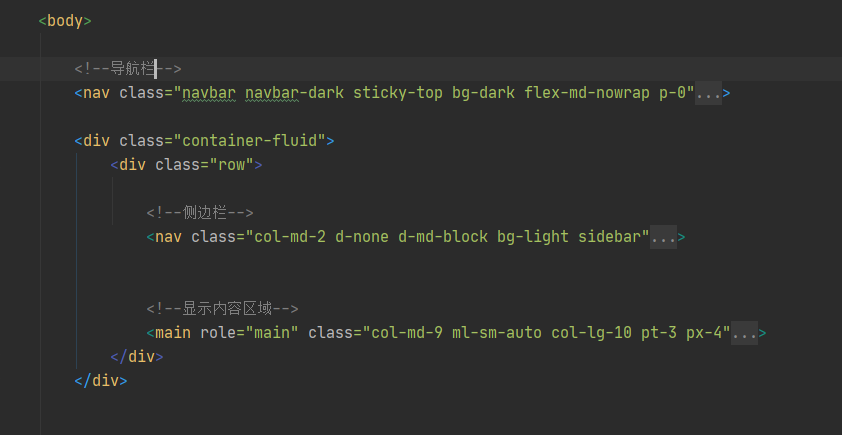 <body>
<!--导航栏-->
<nav class="navbar navbar-dark sticky-top bg-dark flex-md-nowrap p-0"...>
<div class="container-fluid">
<div class="row">
<!--侧边栏-->
<nav class="col-md-2 d-none d-md-block bg-light sidebar"...>
<!--显示内容区域-->
<main role="main" class="col-md-9 ml-sm-auto col-lg-10 pt-3 px-4"...>
</div>
</div>